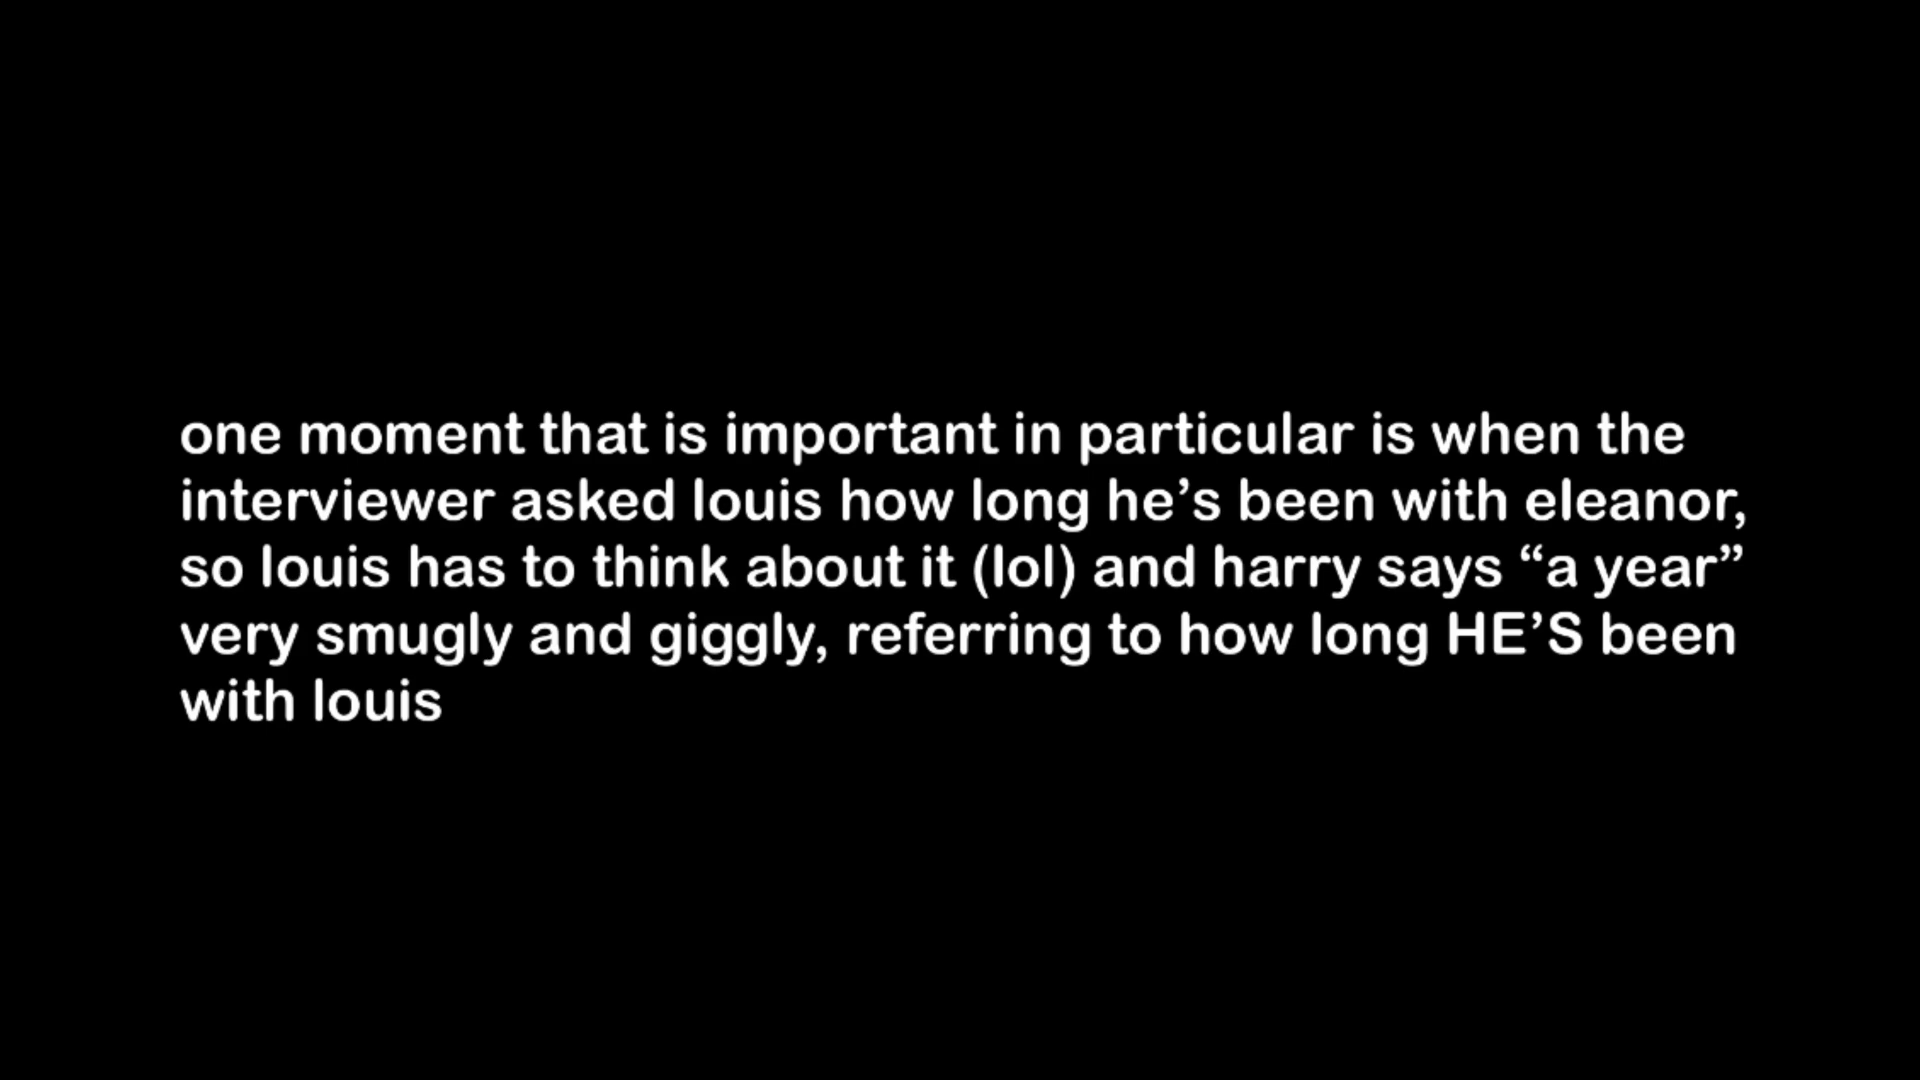 one moment that is important in particular is when the
interviewer asked louis how long he’s been with eleanor,
so louis has to think about it (lol) and harry says “a year”
very smugly and giggly, referring to how long HE’S been
with louis